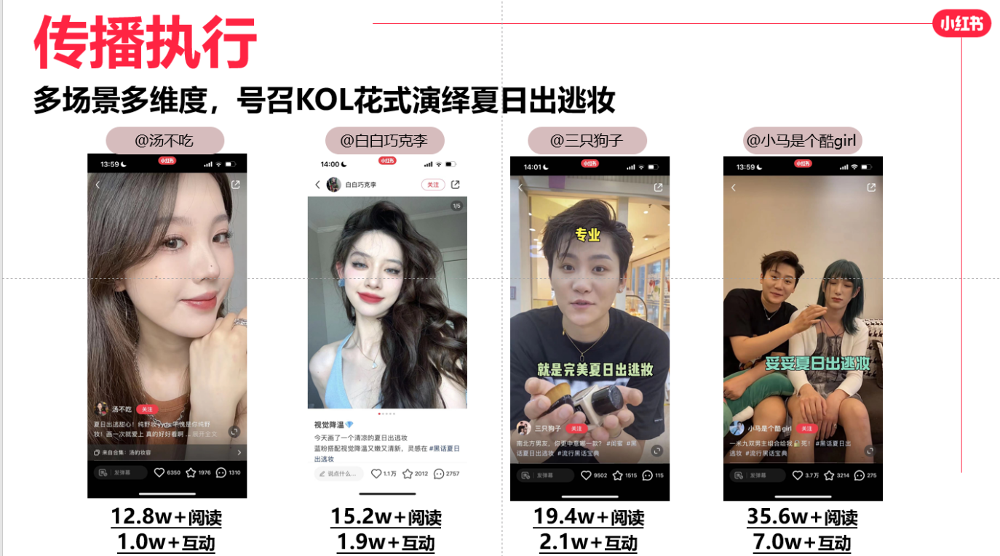 传播执行
小红书
多场景多维度，号召KOL花式演绎夏日出逃妆
@汤不吃
13:59
小红书
汤不吃
关注
夏日出逃甜心！纯野妆yyds 不愧是你纯野
妆！画一次就爱上 真的好好看啊 ... 展开全文
来自合集：汤的妆容
发弹幕
6350
1976
1310
12.8w+阅读
1.0w+互动
@白白巧克李
14:00
小红书
白白巧克李
关注
1/5
视觉降温💎
今天画了一个清凉的夏日出逃妆
蓝粉搭配视觉降温又嫩又清新，灵感在 #黑话夏日
出逃妆
说点什么...
1.1万
2012
2757
15.2w+阅读
1.9w+互动
@三只狗子
14:01
小红书
专业
就是完美夏日出逃妆
三只狗子
关注
南北方男友，你更中意哪一款？ #闺蜜 #黑
话夏日出逃妆 #流行黑话宝典
发弹幕
9502
1515
115
19.4w+阅读
2.1w+互动
@小马是个酷girl
13:59
小红书
妥妥夏日出逃妆
小马是个酷girl
关注
一米九双男主组合给我🔒死！ #黑话夏日出
逃妆 #流行黑话宝典
发弹幕
3.7万
3214
275
35.6w+阅读
7.0w+互动